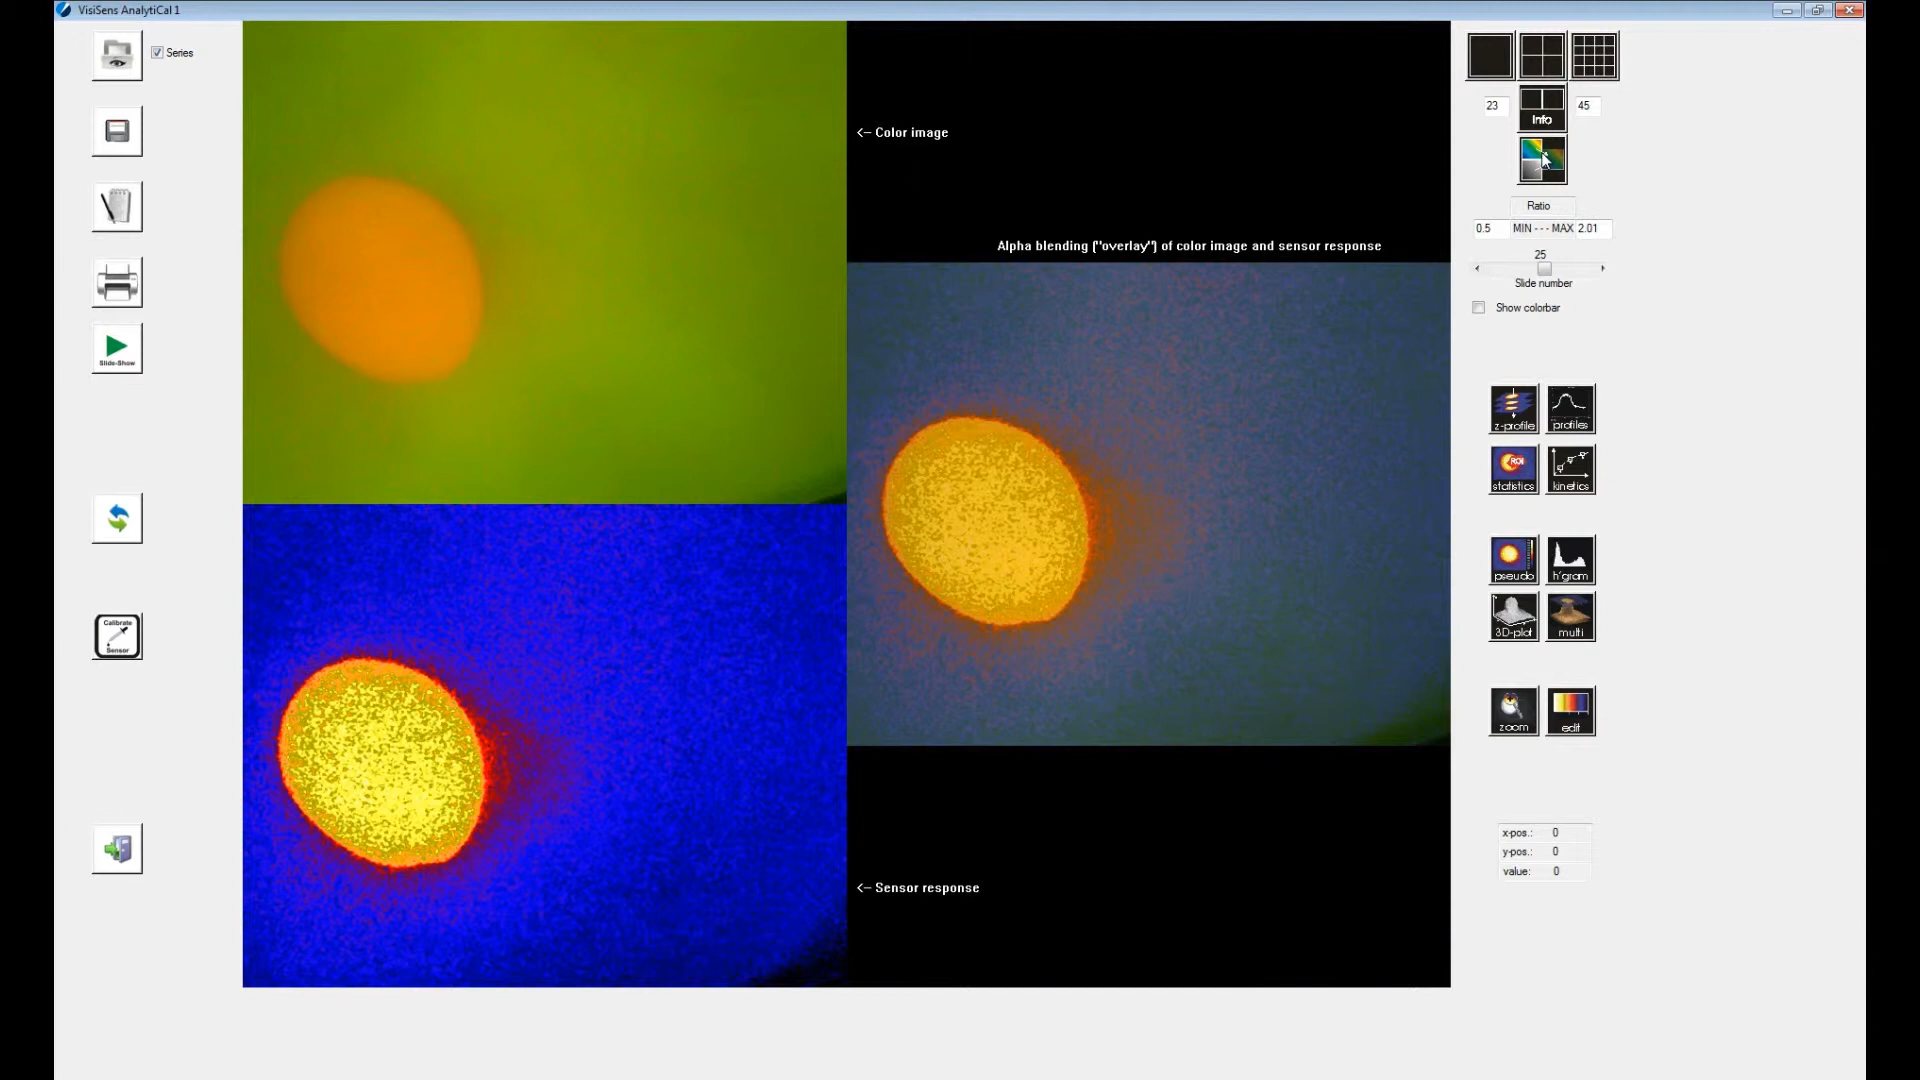 VisiSens AnalytiCal 1
Series
<-- Color image
23
Info
45
Ratio
0.5 MIN - - - MAX 2.01
Alpha blending ("overlay") of color image and sensor response
25
Slide number
Show colorbar
Slide-Show
z-profile
profiles
statistics
ROI
kinetics
pseudo
h'gram
3D-plot
multi
Calibrate
Sensor
zoom
edit
x-pos.: 0
y-pos.: 0
value: 0
<-- Sensor response